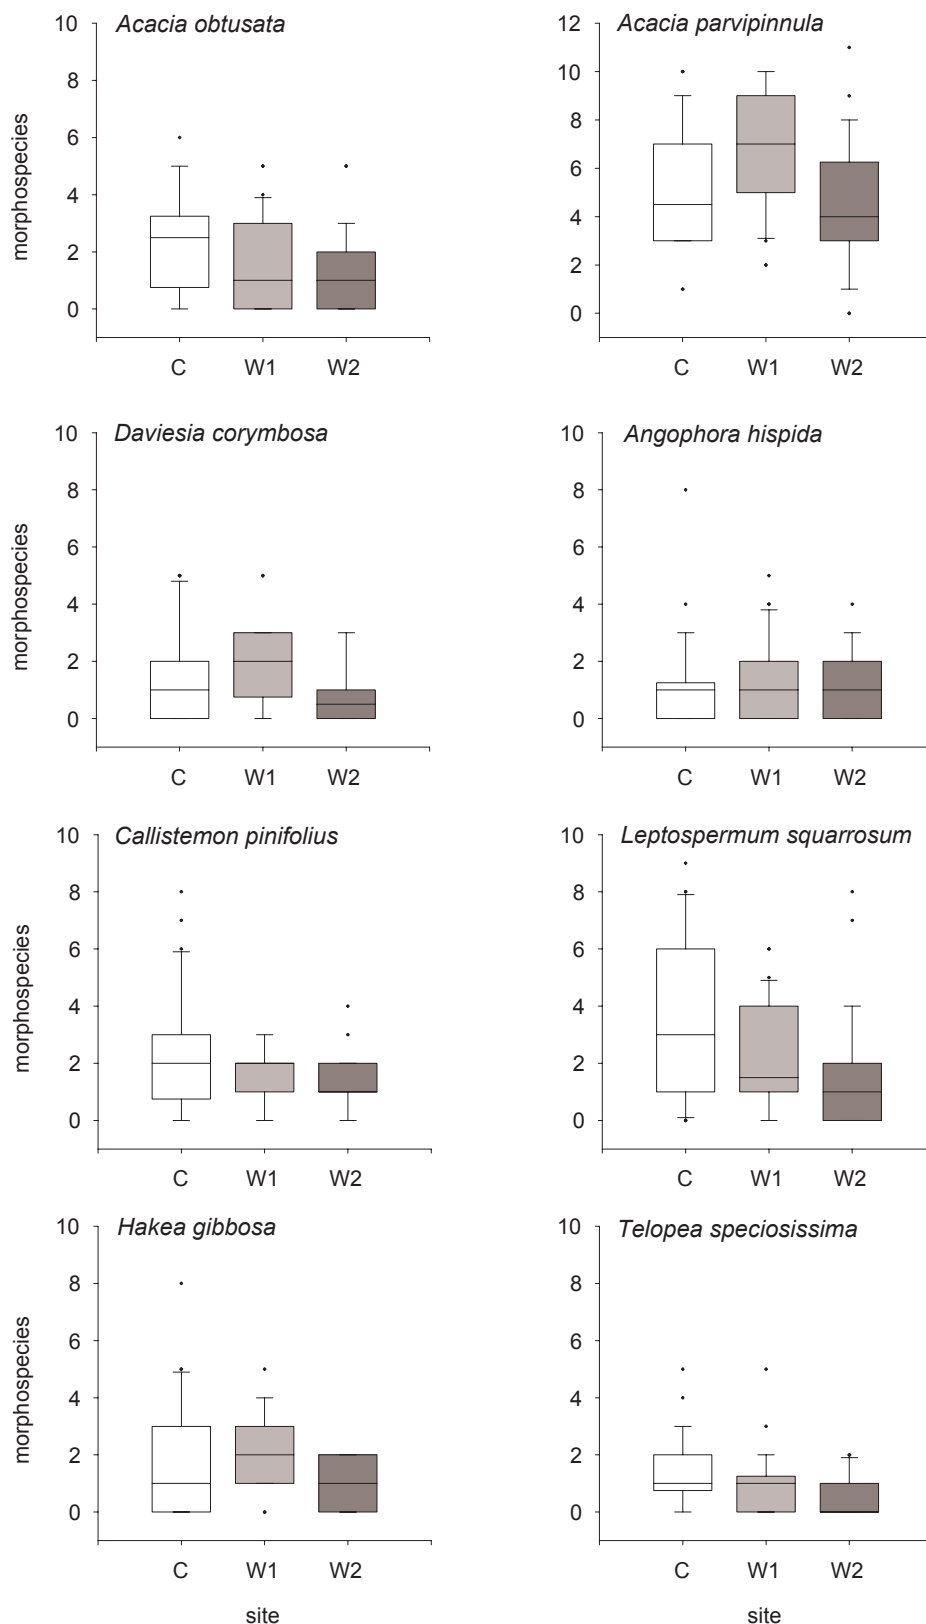 Acacia obtusata
10
8
6
4
2
0
morphospecies
C W1 W2
Acacia parvipinnula
12
10
8
6
4
2
0
C W1 W2
Daviesia corymbosa
10
8
6
4
2
0
morphospecies
C W1 W2
Angophora hispida
10
8
6
4
2
0
C W1 W2
Callistemon pinifolius
10
8
6
4
2
0
morphospecies
C W1 W2
Leptospermum squarrosum
10
8
6
4
2
0
C W1 W2
Hakea gibbosa
10
8
6
4
2
0
morphospecies
C W1 W2
site
Telopea speciosissima
10
8
6
4
2
0
C W1 W2
site